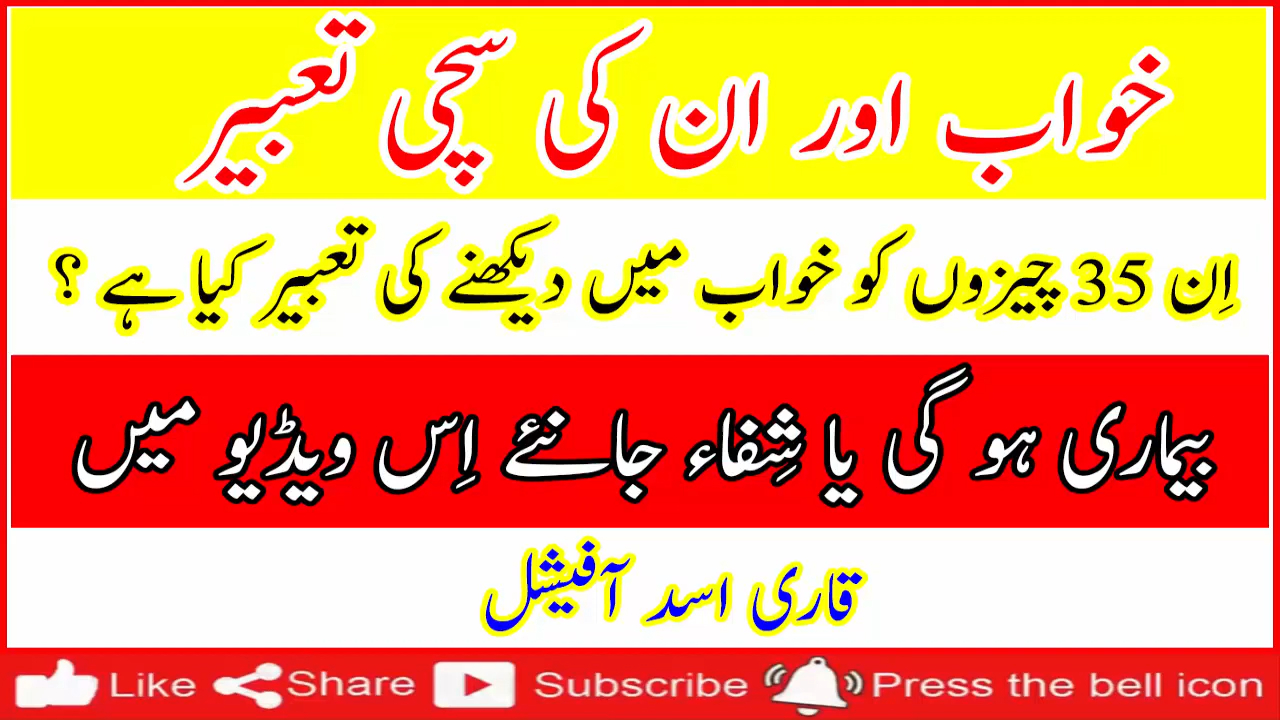 خواب اور ان کی سچی تعبیر
اِن 35 چیزوں کو خواب میں دیکھنے کی تعبیر کیا ہے ؟
بیماری ہو گی یا شِفاء جانئے اِس ویڈیو میں
قاری اسد آفیشل
Like Share Subscribe Press the bell icon